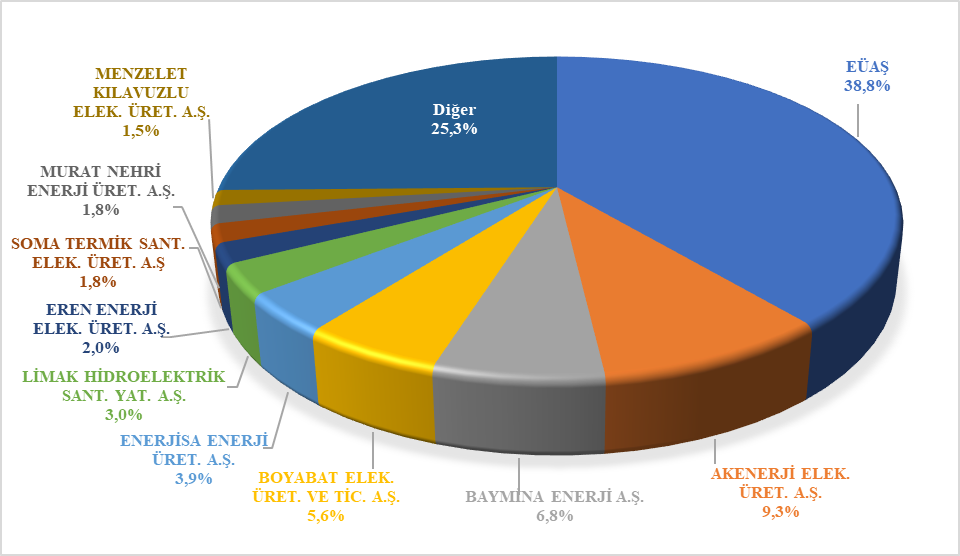 MENZELET
KILAVUZLU
ELEK. ÜRET. A.Ş.
1,5%
MURAT NEHRİ
ENERJİ ÜRET. A.Ş.
1,8%
SOMA TERMİK SANT.
ELEK. ÜRET. A.Ş
1,8%
EREN ENERJİ
ELEK. ÜRET. A.Ş.
2,0%
LİMAK HİDROELEKTRİK
SANT. YAT. A.Ş.
3,0%
ENERJİSA ENERJİ
ÜRET. A.Ş.
3,9%
BOYABAT ELEK.
ÜRET. VE TİC. A.Ş.
5,6%
BAYMİNA ENERJİ A.Ş.
6,8%
AKENERJİ ELEK.
ÜRET. A.Ş.
9,3%
EÜAŞ
38,8%
Diğer
25,3%